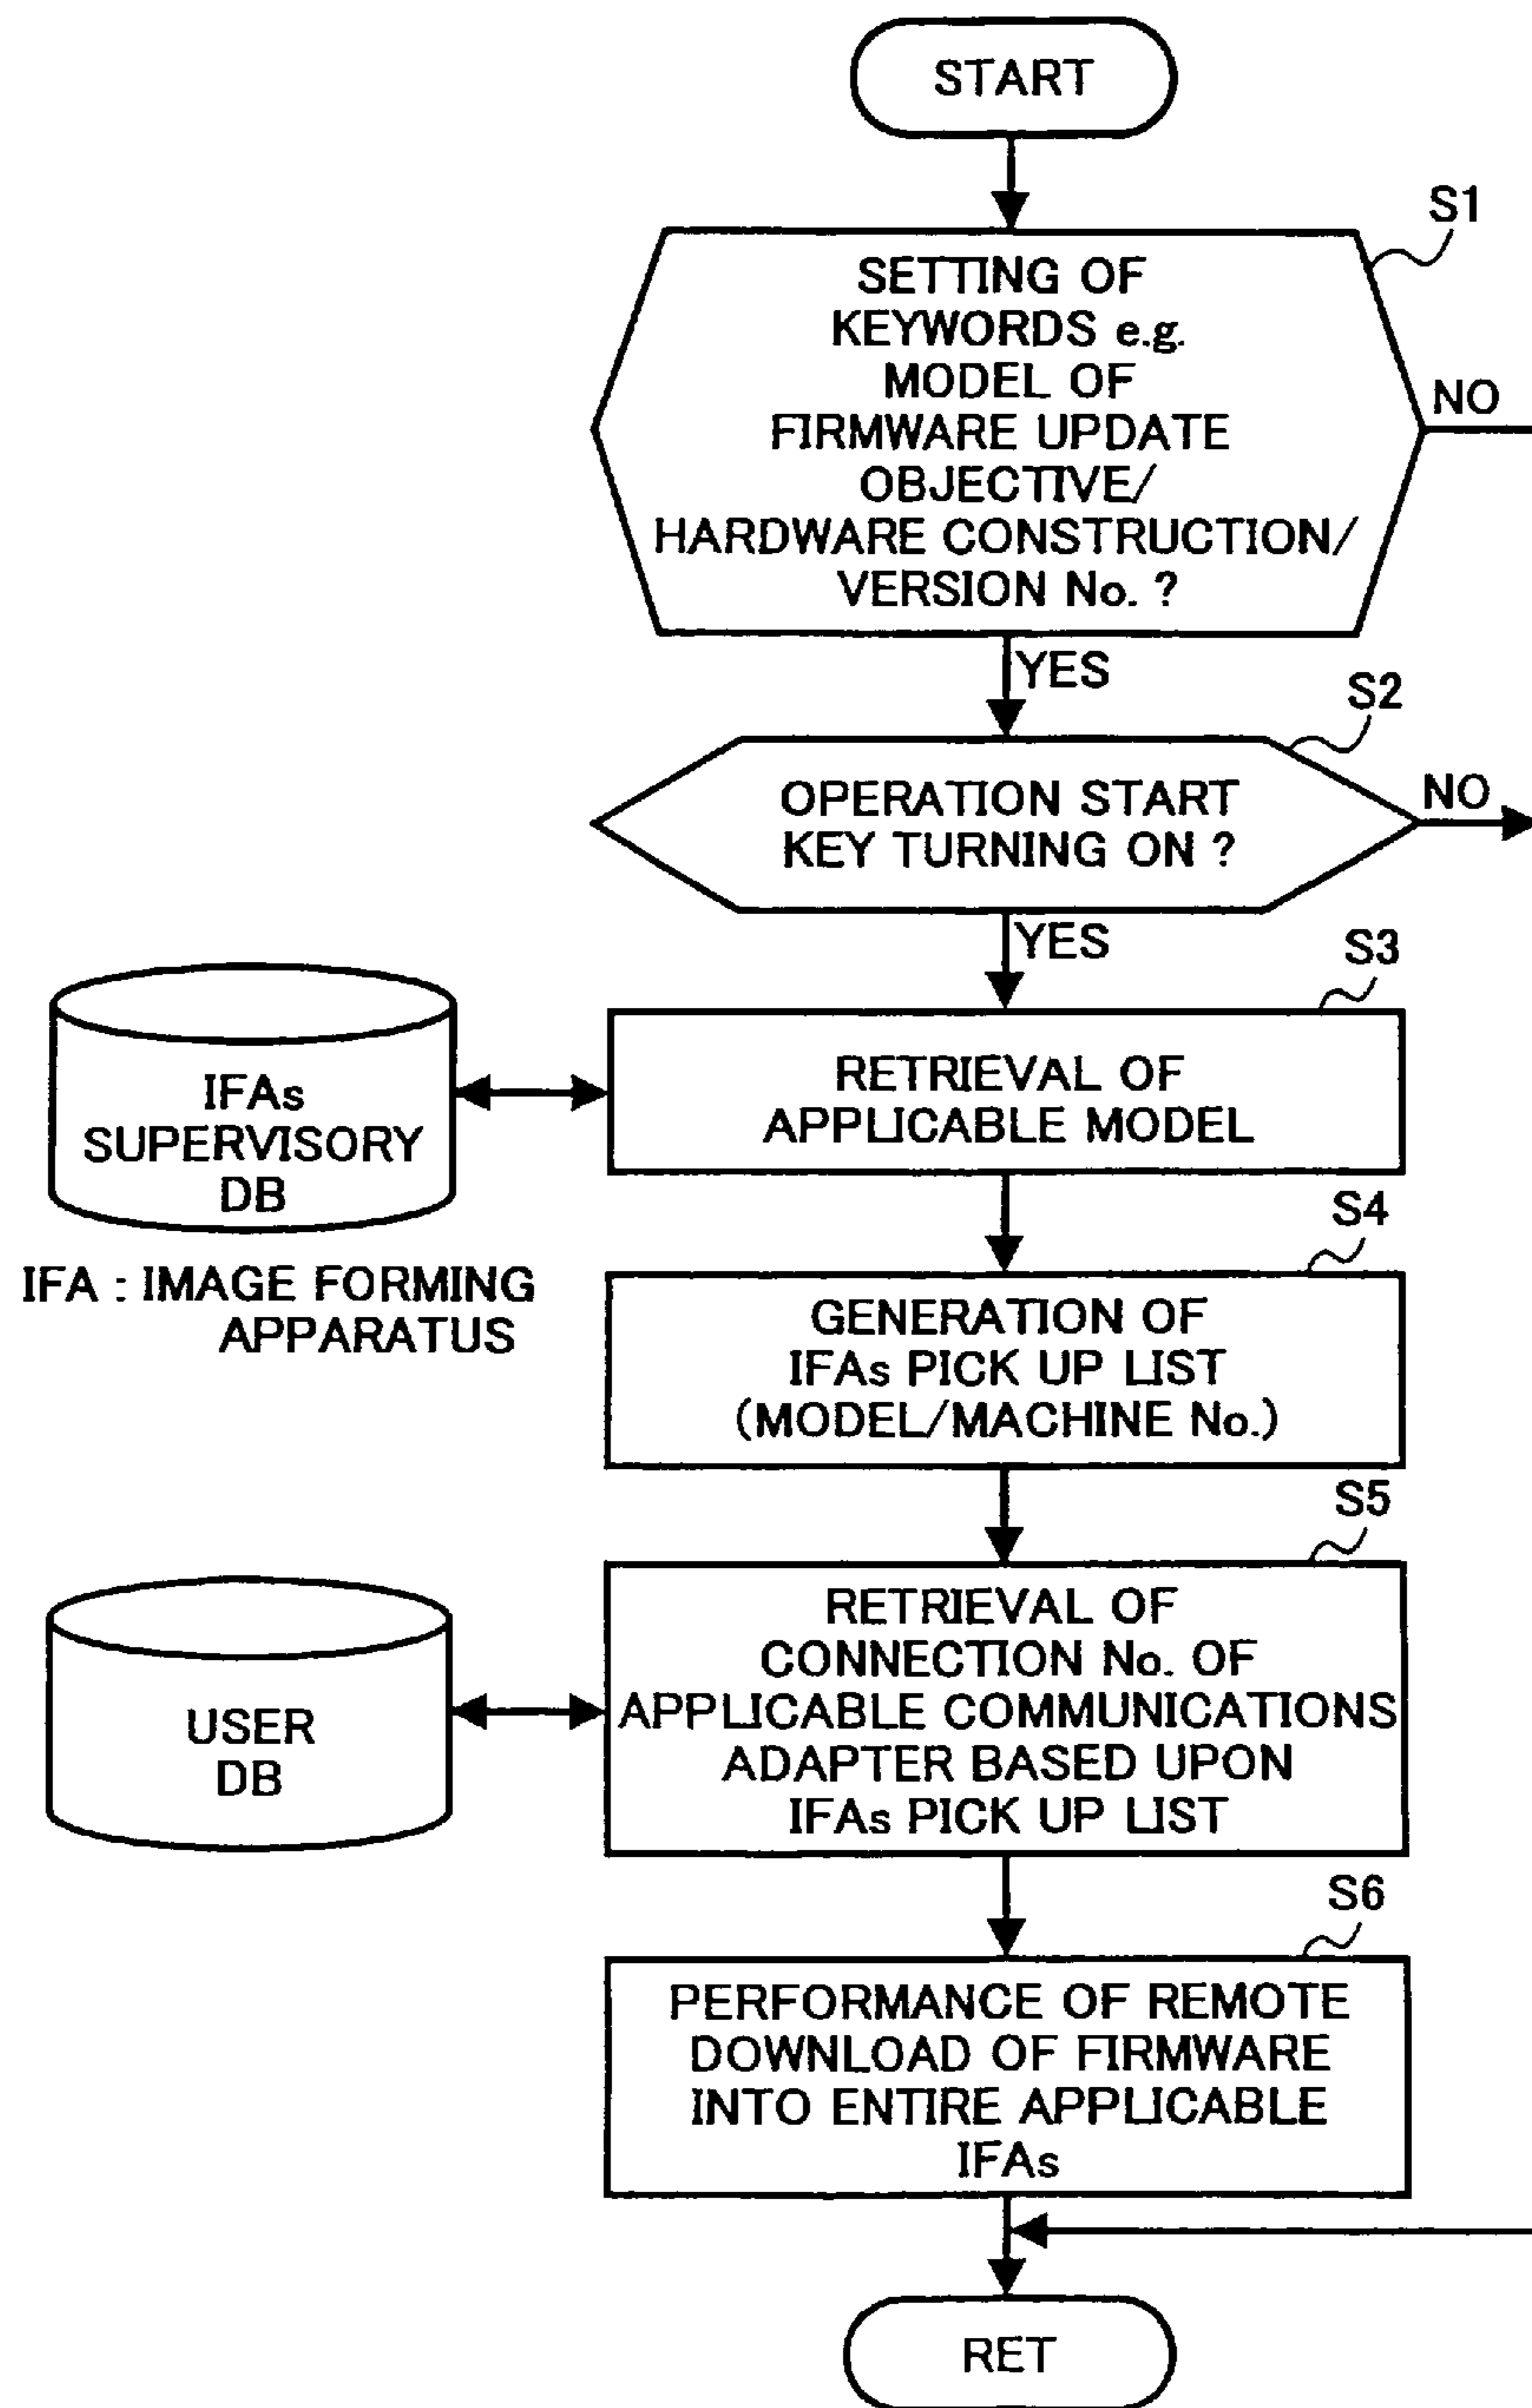 START
S1
SETTING OF
KEYWORDS e.g.
MODEL OF
FIRMWARE UPDATE
OBJECTIVE/
HARDWARE CONSTRUCTION/
VERSION No. ?
NO
YES
S2
OPERATION START
KEY TURNING ON ?
NO
YES
S3
RETRIEVAL OF
APPLICABLE MODEL
IFAs
SUPERVISORY
DB
IFA : IMAGE FORMING
APPARATUS
S4
GENERATION OF
IFAs PICK UP LIST
(MODEL/MACHINE No.)
S5
RETRIEVAL OF
CONNECTION No. OF
APPLICABLE COMMUNICATIONS
ADAPTER BASED UPON
IFAs PICK UP LIST
USER
DB
S6
PERFORMANCE OF REMOTE
DOWNLOAD OF FIRMWARE
INTO ENTIRE APPLICABLE
IFAs
RET